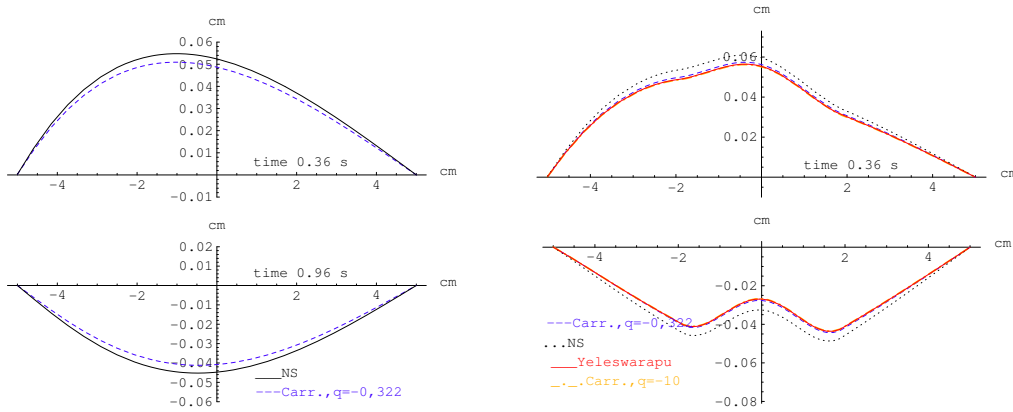 cm
0.06
0.05
0.04
0.03
0.02
0.01
-0.01
time 0.36 s
-4 -2 2 4 cm
cm
0.06
0.04
0.02
time 0.36 s
-4 -2 2 4 cm
cm
0.02
0.01
-0.01
-0.02
-0.03
-0.04
-0.05
-0.06
time 0.96 s
-4 -2 2 4 cm
___NS
---Carr.,q=-0,322
cm
-4 -2 2 4 cm
-0.02
-0.04
-0.06
-0.08
---Carr.,q=-0,322
...NS
___Yeleswarapu
_._.Carr.,q=-10